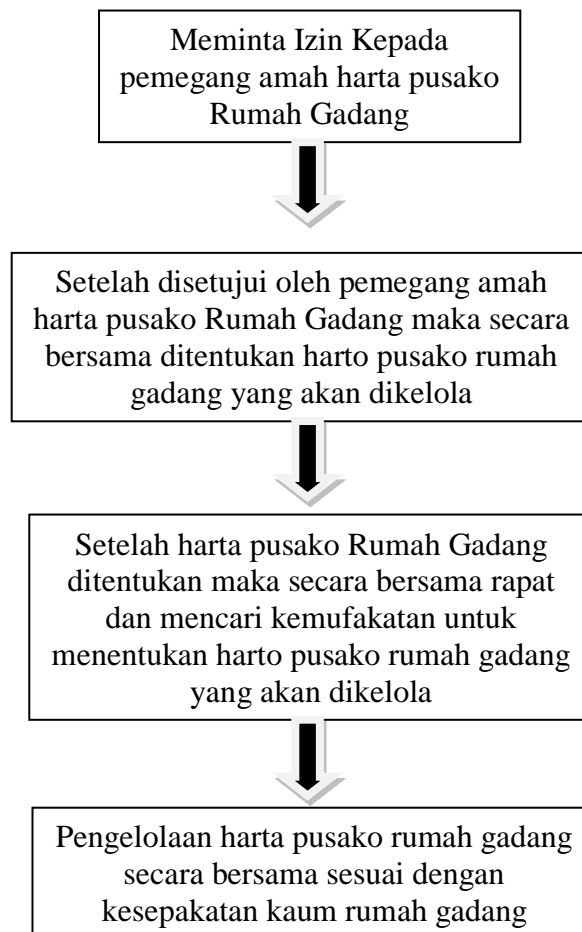 Meminta Izin Kepada
pemegang amah harta pusako
Rumah Gadang
Setelah disetujui oleh pemegang amah
harta pusako Rumah Gadang maka secara
bersama ditentukan harto pusako rumah
gadang yang akan dikelola
Setelah harta pusako Rumah Gadang
ditentukan maka secara bersama rapat
dan mencari kemufakatan untuk
menentukan harto pusako rumah gadang
yang akan dikelola
Pengelolaan harta pusako rumah gadang
secara bersama sesuai dengan
kesepakatan kaum rumah gadang